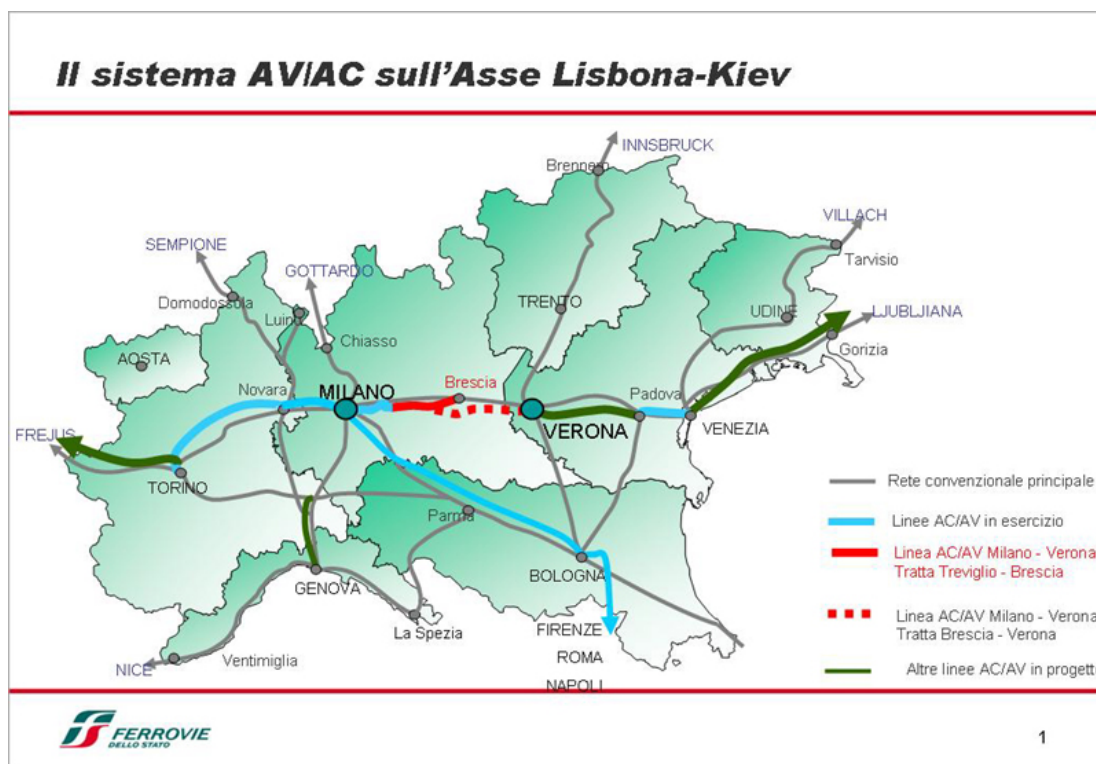 Il sistema AV/AC sull'Asse Lisbona-Kiev
INNSBRUCK
Brennero
VILLACH
Tarvisio
SEMPIONE
GOTTARDO
Domodossola
Luino
TRENTO
UDINE
LJUBLJIANA
Gorizia
Chiasso
AOSTA
Novara
MILANO
Brescia
Padova
VERONA
VENEZIA
FREJUS
TORINO
Parma
BOLOGNA
GENOVA
La Spezia
FIRENZE
ROMA
NAPOLI
NICE
Ventimiglia
Rete convenzionale principale
Linee AC/AV in esercizio
Linea AC/AV Milano - Verona
Tratta Treviglio - Brescia
Linea AC/AV Milano - Verona
Tratta Brescia - Verona
Altre linee AC/AV in progetto
FERROVIE
DELLO STATO
1